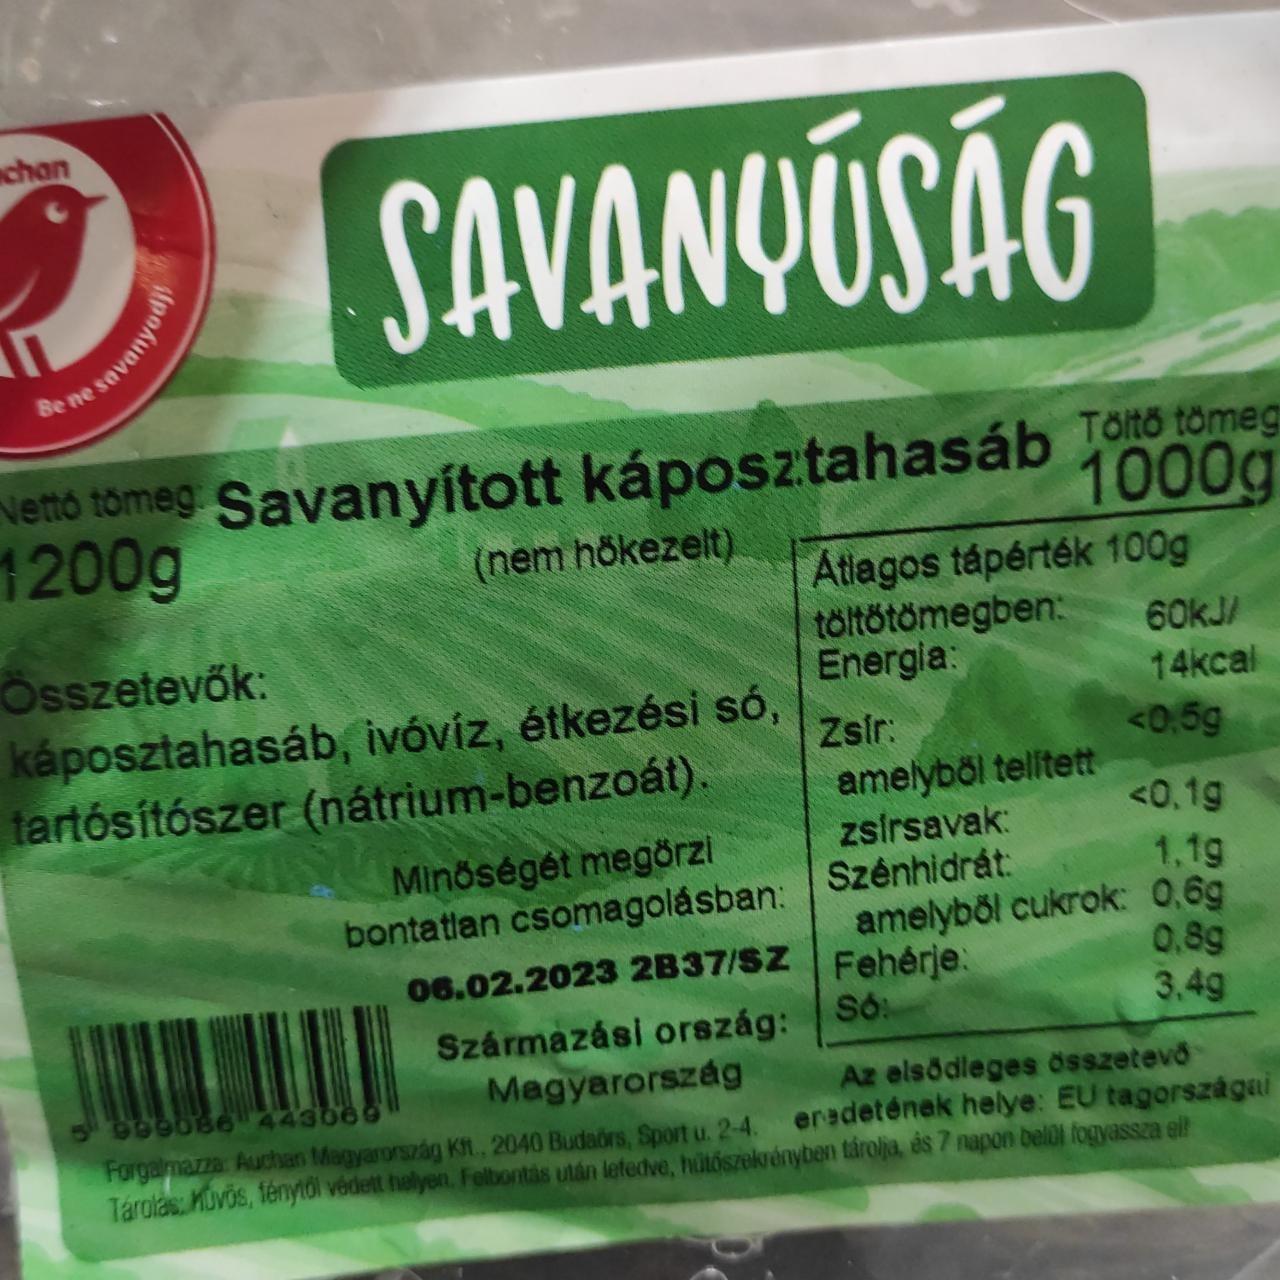 Be ne savanyodj!
SAVANYÚSÁG
Nettó tömeg:
1200g
Savanyított káposztahasáb
(nem hőkezelt)
Töltő tömeg
1000g
Összetevők:
káposztahasáb, ivóvíz, étkezési só,
tartósítószer (nátrium-benzoát).
Minőségét megőrzi
bontatlan csomagolásban:
06.02.2023 2B37/SZ
Származási ország:
Magyarország
Átlagos tápérték 100g
töltőtömegben: 60kJ/
Energia: 14kcal
Zsír: <0,5g
amelyből telített
zsírsavak: <0,1g
Szénhidrát: 1,1g
amelyből cukrok: 0,6g
Fehérje: 0,8g
Só: 3,4g
Az elsődleges összetevő
eredetének helye: EU tagországai
5 999086 443069
Forgalmazza: Auchan Magyarország Kft., 2040 Budaörs, Sport u. 2-4.
Tárolás: hűvös, fénytől védett helyen. Felbontás után lefedve, hűtőszekrényben tárolja, és 7 napon belül fogyassza el!